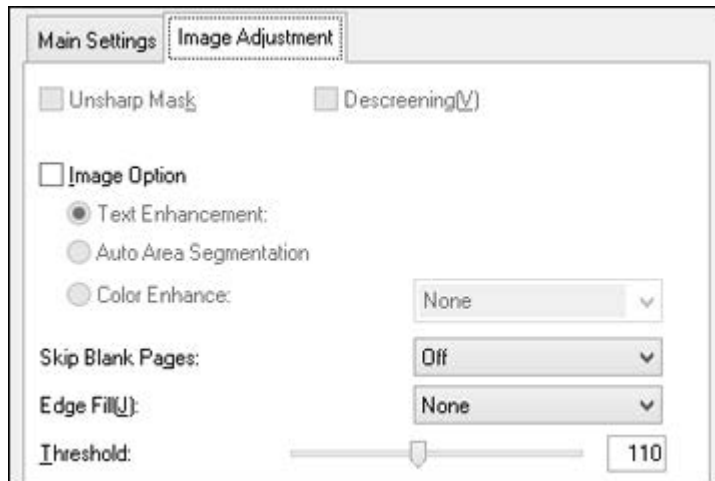 Main Settings Image Adjustment
Unsharp Mask Descreening(V)
Image Option
Text Enhancement:
Auto Area Segmentation
Color Enhance: None
Skip Blank Pages: Off
Edge Fill(J): None
Threshold: 110